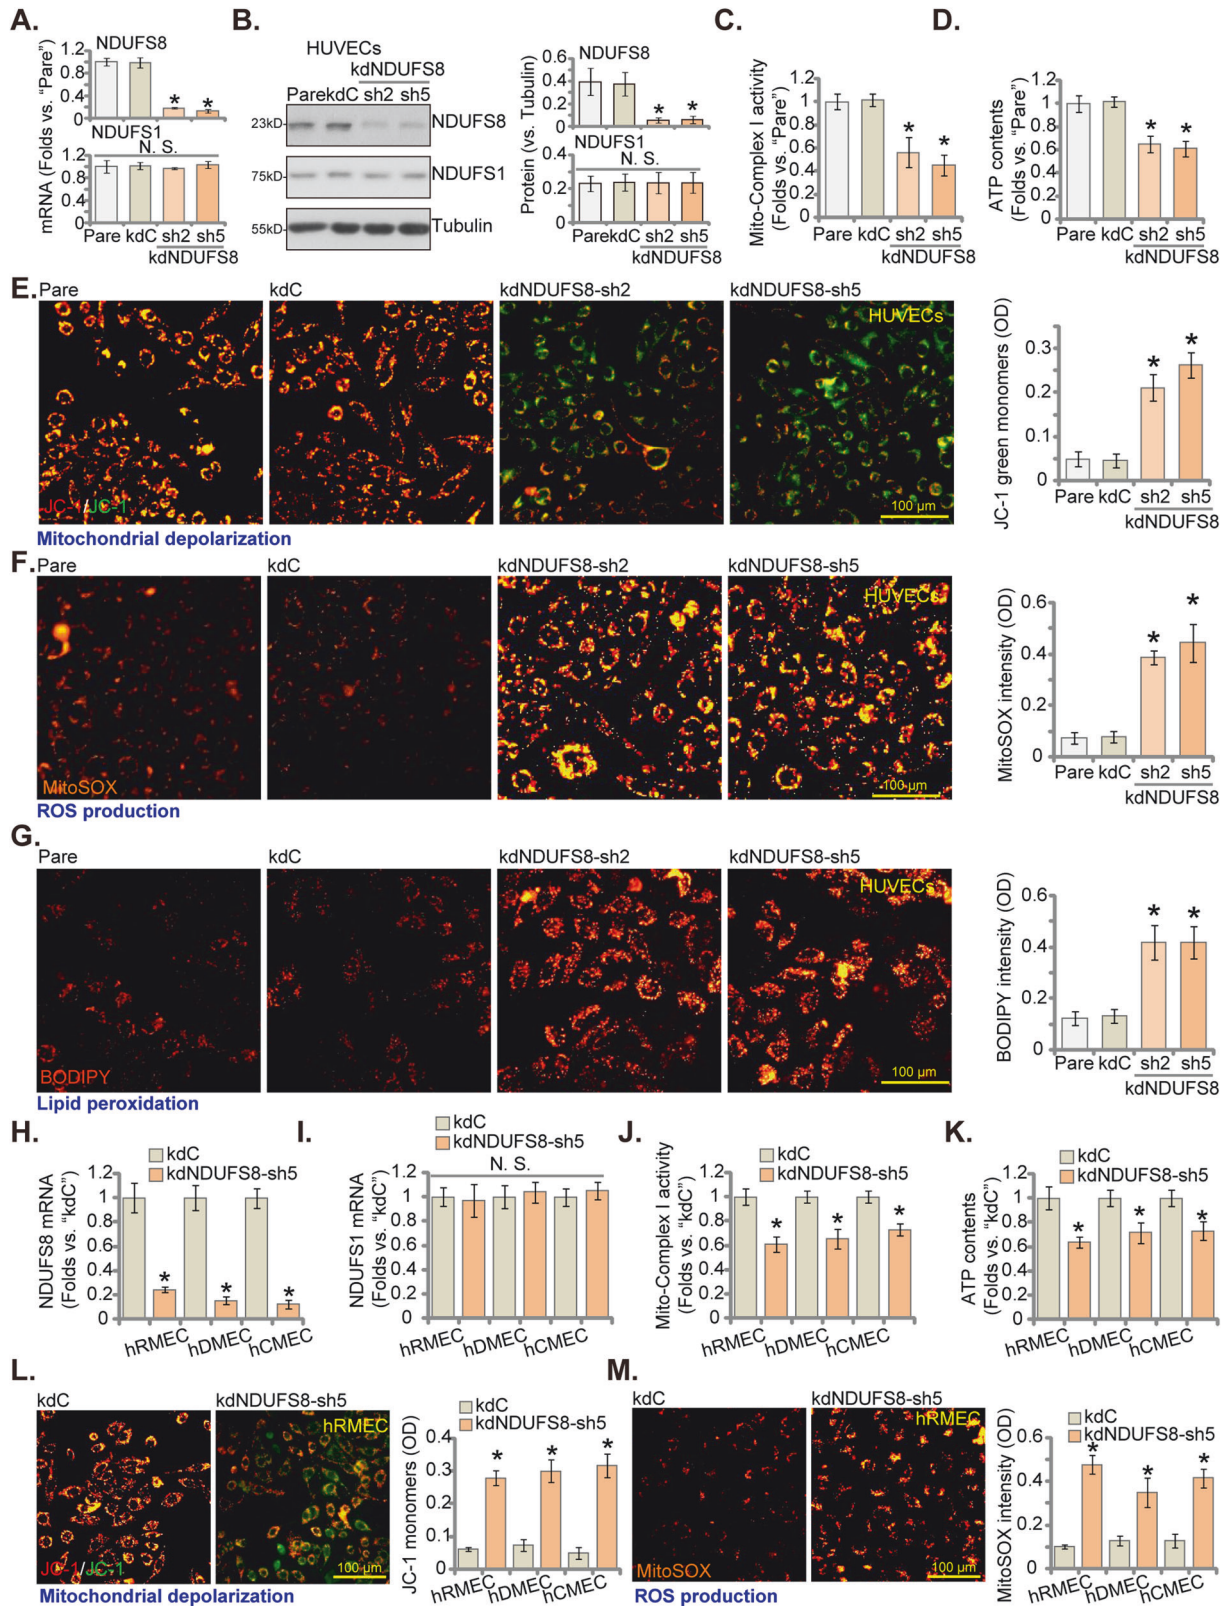 A.
NDUFS8
mRNA (Folds vs. “Pare”)
1.2
1
0.8
0.4
0
* *
NDUFS1
N. S.
1.2
1
0.8
0.4
0
Pare kdC sh2 sh5
kdNDUFS8
B.
HUVECs
kdNDUFS8
Pare kdC sh2 sh5
23kD NDUFS8
75kD NDUFS1
55kD Tubulin
Protein (vs. Tubulin)
NDUFS8
0.6
0.4
0.2
0
* *
NDUFS1
N. S.
0.4
0.2
0
Pare kdC sh2 sh5
kdNDUFS8
C.
Mito-Complex I activity
(Folds vs. “Pare”)
1.2
1
0.8
0.6
0.4
0.2
0
* *
Pare kdC sh2 sh5
kdNDUFS8
D.
ATP contents
(Folds vs. “Pare”)
1.2
1
0.8
0.6
0.4
0.2
0
* *
Pare kdC sh2 sh5
kdNDUFS8
E.
Pare kdC kdNDUFS8-sh2 kdNDUFS8-sh5
HUVECs
JC-1/JC-1
100 µm
Mitochondrial depolarization
JC-1 green monomers (OD)
0.3
0.2
0.1
0
* *
Pare kdC sh2 sh5
kdNDUFS8
F.
Pare kdC kdNDUFS8-sh2 kdNDUFS8-sh5
HUVECs
MitoSOX
100 µm
ROS production
MitoSOX intensity (OD)
0.6
0.4
0.2
0
* *
Pare kdC sh2 sh5
kdNDUFS8
G.
Pare kdC kdNDUFS8-sh2 kdNDUFS8-sh5
HUVECs
BODIPY
100 µm
Lipid peroxidation
BODIPY intensity (OD)
0.6
0.4
0.2
0
* *
Pare kdC sh2 sh5
kdNDUFS8
H.
kdC
kdNDUFS8-sh5
NDUFS8 mRNA
(Folds vs. “kdC”)
1.2
1
0.8
0.6
0.4
0.2
0
* * *
hRMEC hDMEC hCMEC
I.
kdC
kdNDUFS8-sh5
N. S.
NDUFS1 mRNA
(Folds vs. “kdC”)
1.2
1
0.8
0.6
0.4
0.2
0
hRMEC hDMEC hCMEC
J.
kdC
kdNDUFS8-sh5
Mito-Complex I activity
(Folds vs. “kdC”)
1.2
1
0.8
0.6
0.4
0.2
0
* * *
hRMEC hDMEC hCMEC
K.
kdC
kdNDUFS8-sh5
ATP contents
(Folds vs. “kdC”)
1.2
1
0.8
0.6
0.4
0.2
0
* * *
hRMEC hDMEC hCMEC
L.
kdC kdNDUFS8-sh5
hRMEC
JC-1/JC-1
100 µm
Mitochondrial depolarization
kdC
kdNDUFS8-sh5
JC-1 monomers (OD)
0.4
0.3
0.2
0.1
0
* * *
hRMEC hDMEC hCMEC
M.
kdC kdNDUFS8-sh5
hRMEC
MitoSOX
100 µm
ROS production
kdC
kdNDUFS8-sh5
MitoSOX intensity (OD)
0.6
0.4
0.2
0
* * *
hRMEC hDMEC hCMEC